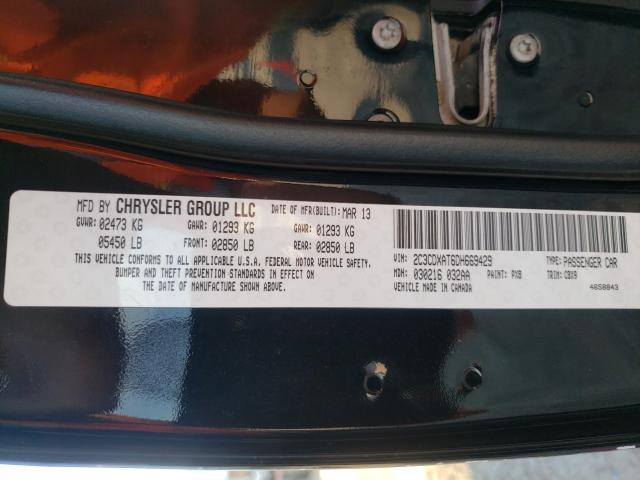 MFD BY CHRYSLER GROUP LLC DATE OF MFR(BUILT): MAR 13
GVWR: 02473 KG GAWR: 01293 KG GAWR: 01293 KG
05450 LB FRONT: 02850 LB REAR: 02850 LB
THIS VEHICLE CONFORMS TO ALL APPLICABLE U.S.A. FEDERAL MOTOR VEHICLE SAFETY,
BUMPER AND THEFT PREVENTION STANDARDS IN EFFECT ON
THE DATE OF MANUFACTURE SHOWN ABOVE.
VIN: 2C3CDXAT6DH669429 TYPE: PASSENGER CAR
MDH: 030216 032AA PAINT: PX8 TRIM: CBX9
VEHICLE MADE IN CANADA 4658843